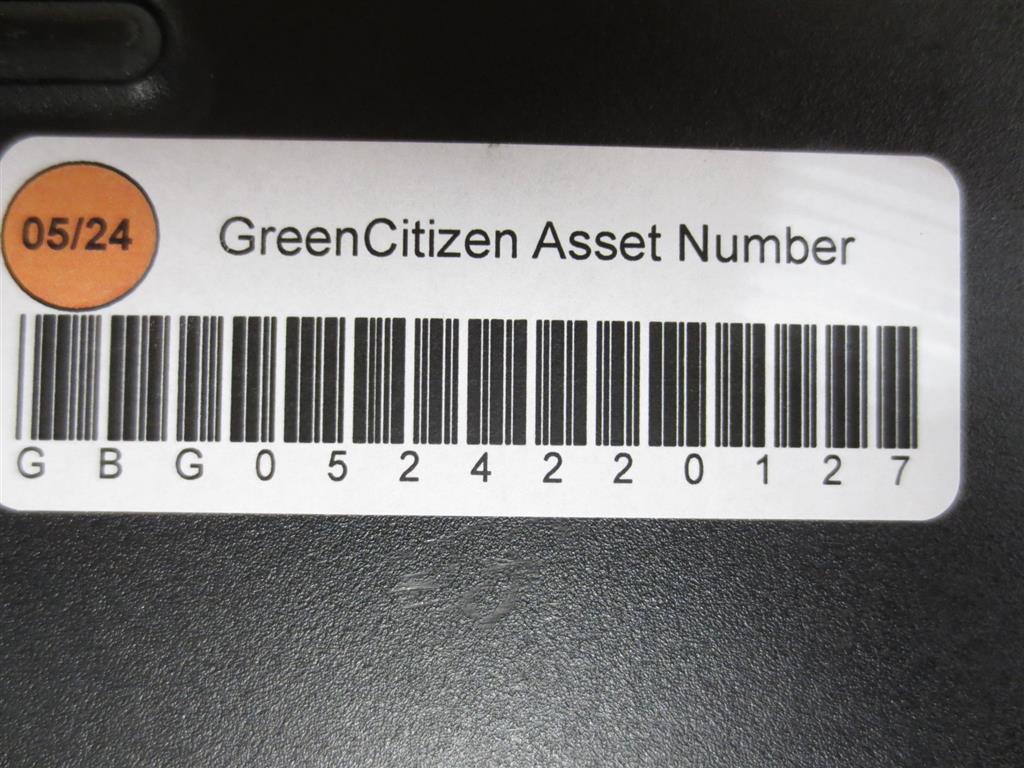 05/24
GreenCitizen Asset Number
G B G 0 5 2 4 2 2 0 1 2 7